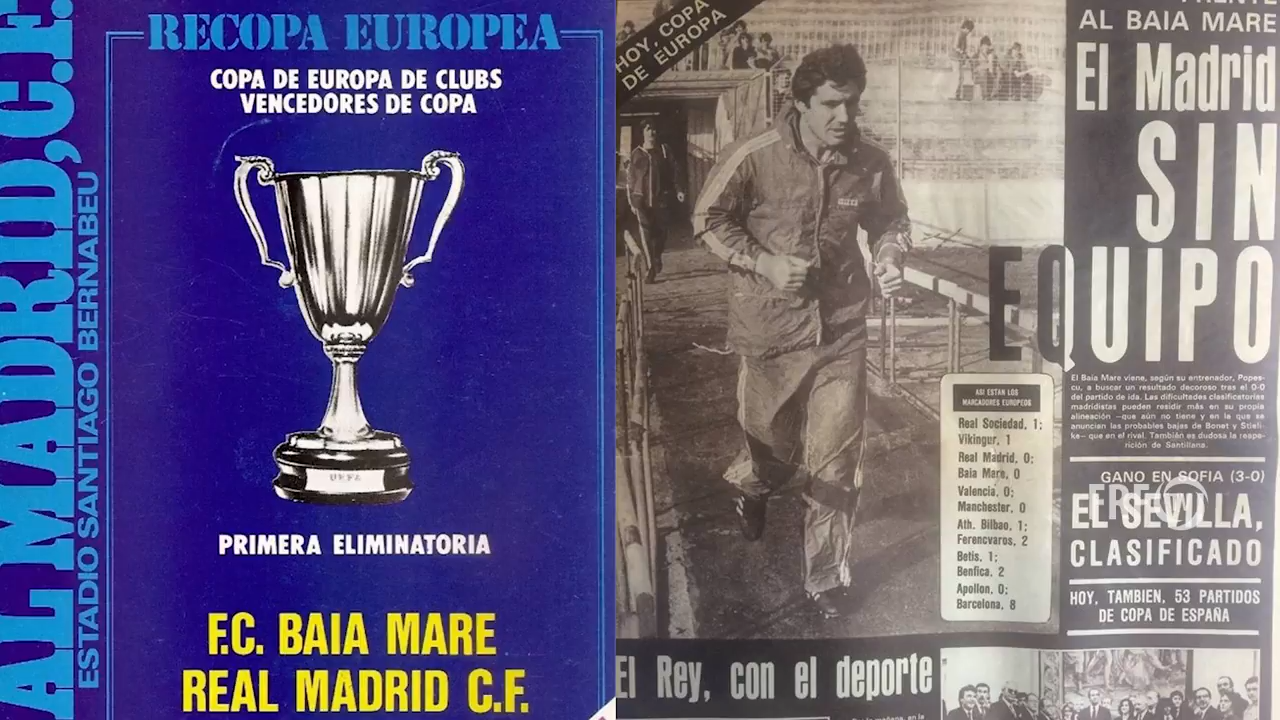 REAL MADRID, C.F.
ESTADIO SANTIAGO BERNABEU
RECOPA EUROPEA
COPA DE EUROPA DE CLUBS
VENCEDORES DE COPA
UEFA
PRIMERA ELIMINATORIA
F.C. BAIA MARE
REAL MADRID C.F.
HOY, COPA
DE EUROPA
FRENTE
AL BAIA MARE
El Madrid
SIN
EQUIPO
El Baia Mare viene, según su entrenador, Popes-
cu, a buscar un resultado decoroso tras el 0-0
del partido de ida. Las dificultades clasificatorias
madridistas pueden residir más en su propia
alineación —que aún no tiene y en la que se
anuncian las probables bajas de Bonet y Stieli-
ke— que en el rival. También es dudosa la reapa-
rición de Santillana.
ASI ESTAN LOS
MARCADORES EUROPEOS
Real Sociedad, 1;
Vikingur, 1
Real Madrid, 0;
Baia Mare, 0
Valencia, 0;
Manchester, 0
Ath. Bilbao, 1;
Ferencvaros, 2
Betis, 1;
Benfica, 2
Apollon, 0;
Barcelona, 8
GANO EN SOFIA (3-0)
EL SEVILLA,
CLASIFICADO
HOY, TAMBIEN, 53 PARTIDOS
DE COPA DE ESPAÑA
El Rey, con el deporte